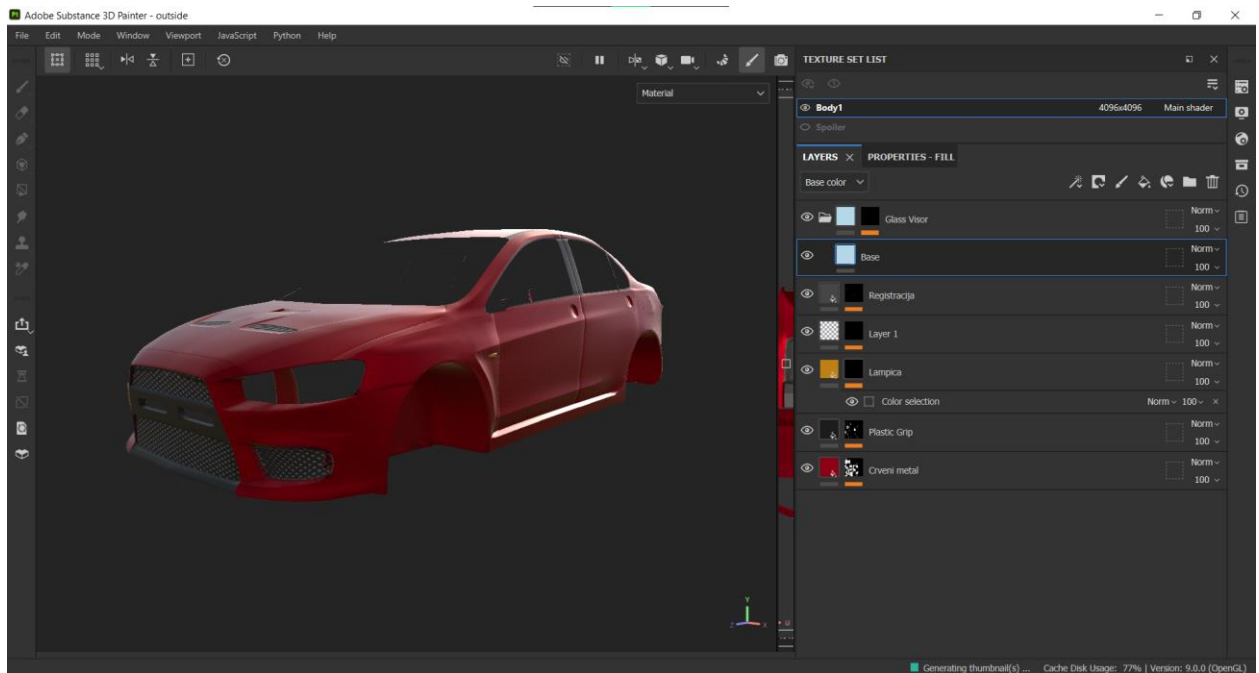 Pt Adobe Substance 3D Painter - outside
File Edit Mode Window Viewport JavaScript Python Help
Material
TEXTURE SET LIST
Body1 4096x4096 Main shader
Spoiler
LAYERS PROPERTIES - FILL
Base color
Glass Visor Norm
100
Base Norm
100
Registracija Norm
100
Layer 1 Norm
100
Lampica Norm
100
Color selection Norm 100
Plastic Grip Norm
100
Crveni metal Norm
100
Y
Z X
U
Generating thumbnail(s) ... Cache Disk Usage: 77% | Version: 9.0.0 (OpenGL)